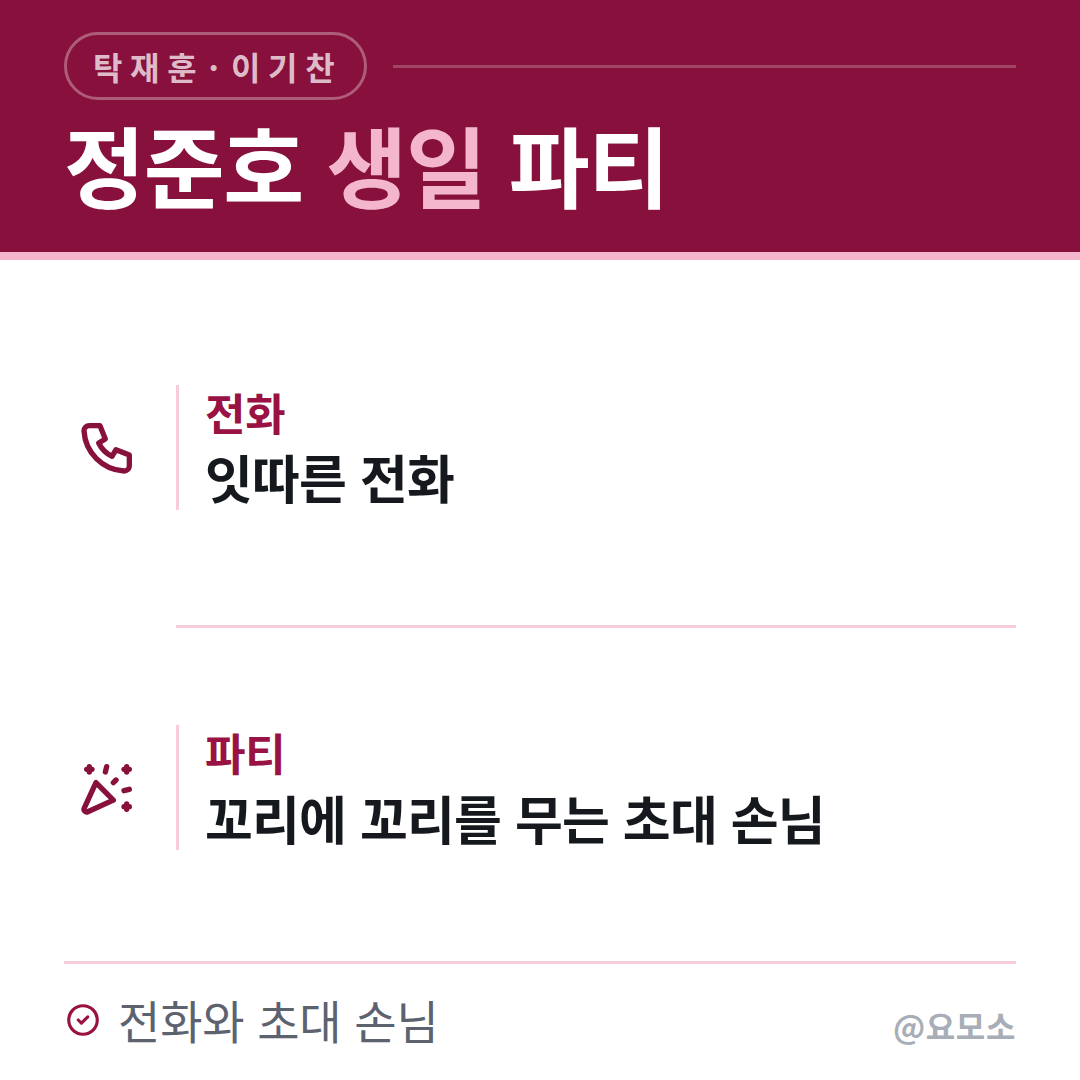 탁재훈·이기찬
정준호 생일 파티
전화
잇따른 전화
파티
꼬리에 꼬리를 무는 초대 손님
전화와 초대 손님
@요모소